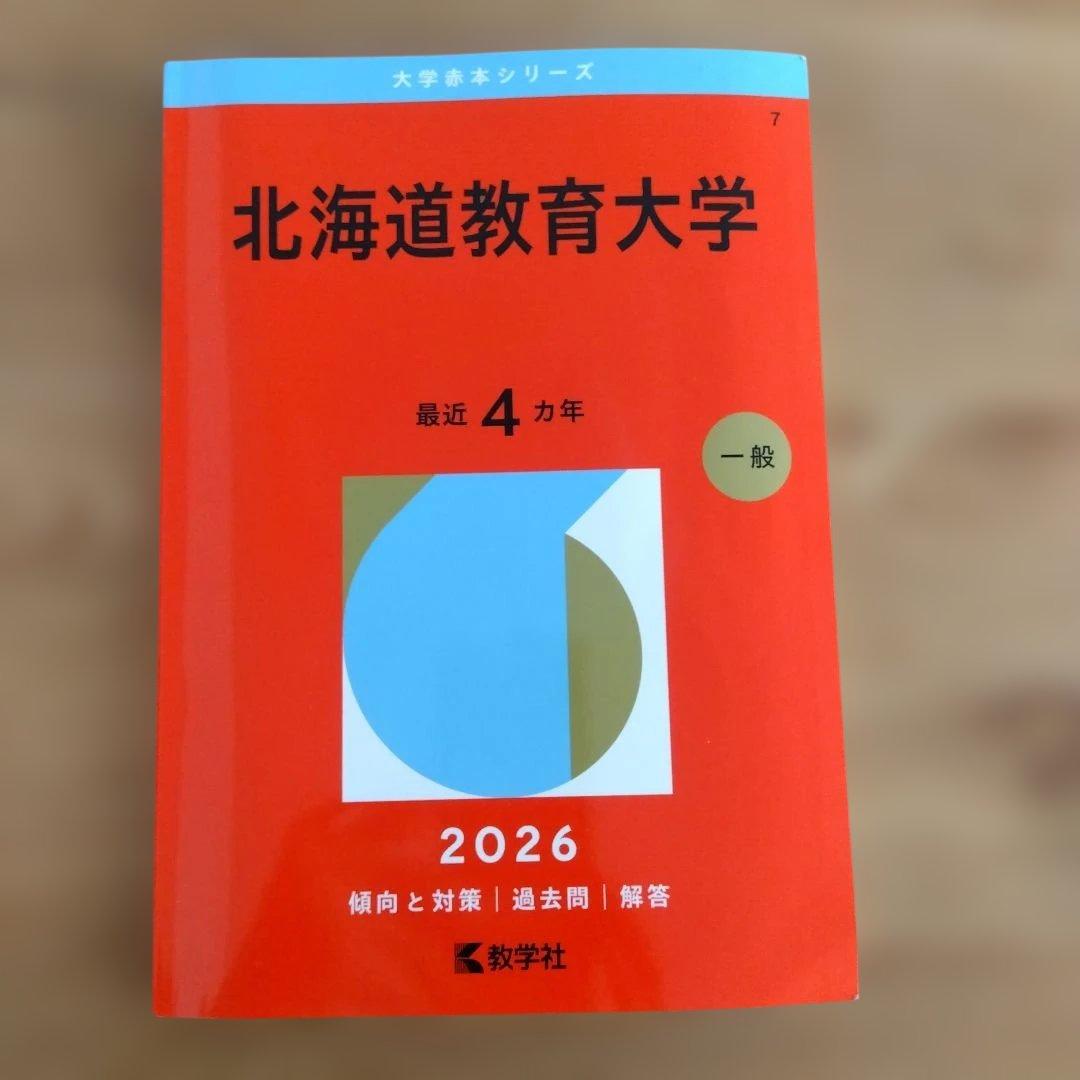 大学赤本シリーズ
7
北海道教育大学
最近 4 カ年
一般
2026
傾向と対策｜過去問｜解答
教学社